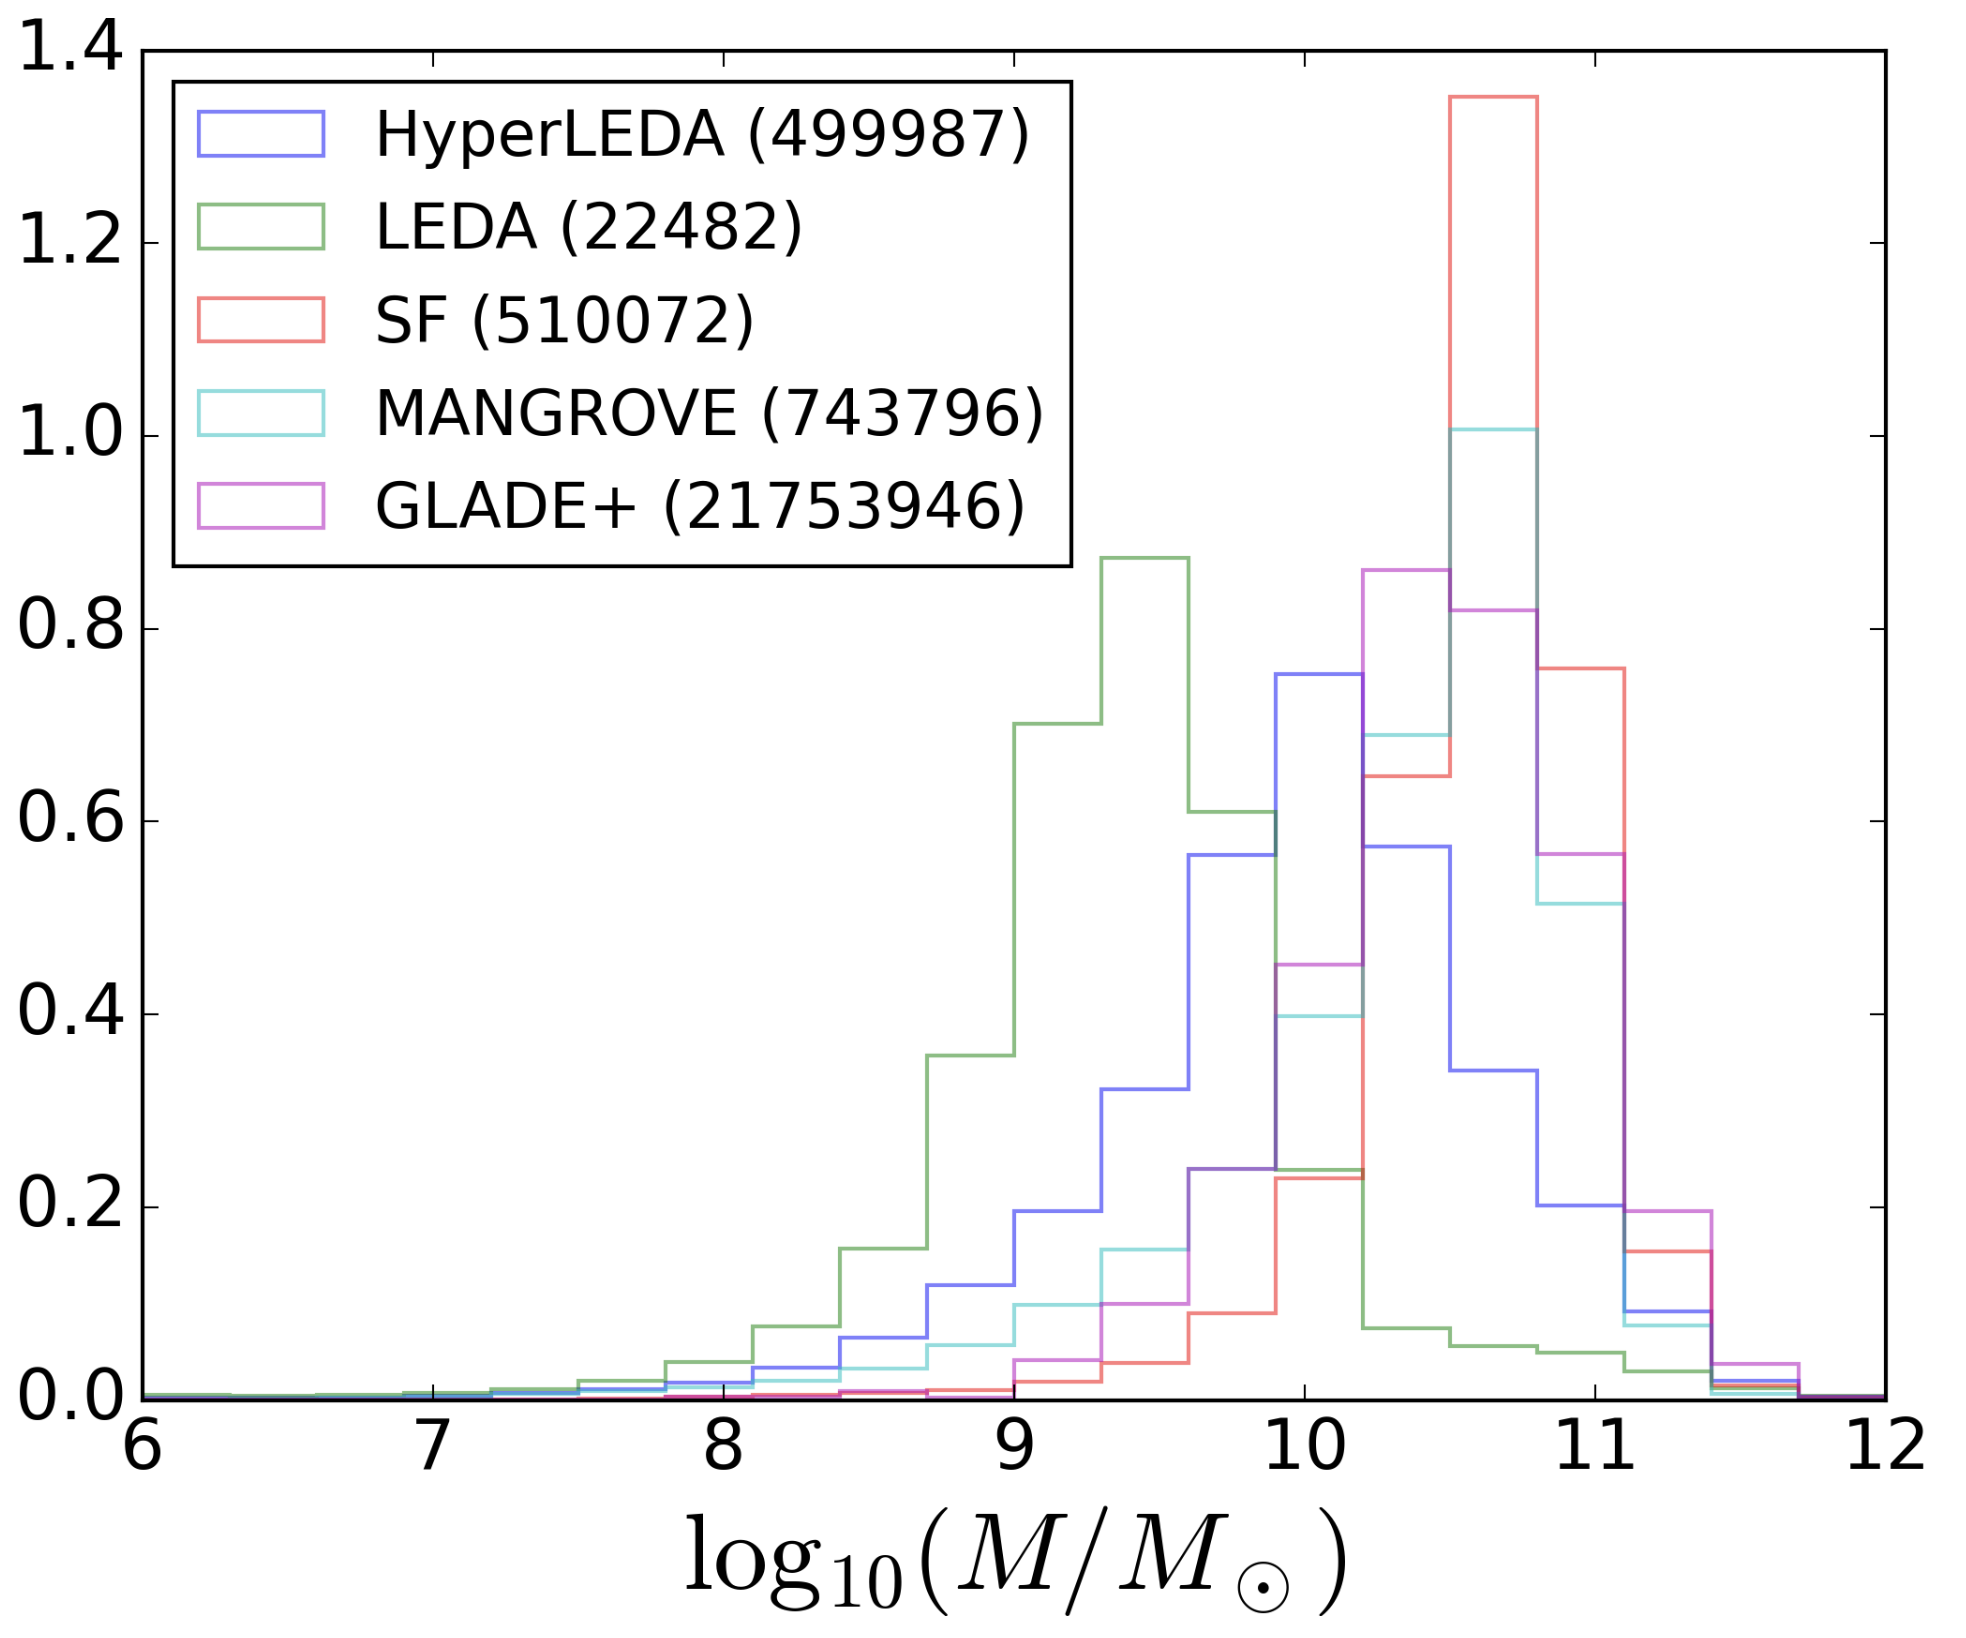 1.4
1.2
1.0
0.8
0.6
0.4
0.2
0.0
HyperLEDA (499987)
LEDA (22482)
SF (510072)
MANGROVE (743796)
GLADE+ (21753946)
6 7 8 9 10 11 12
log₁₀(M/M⊙)